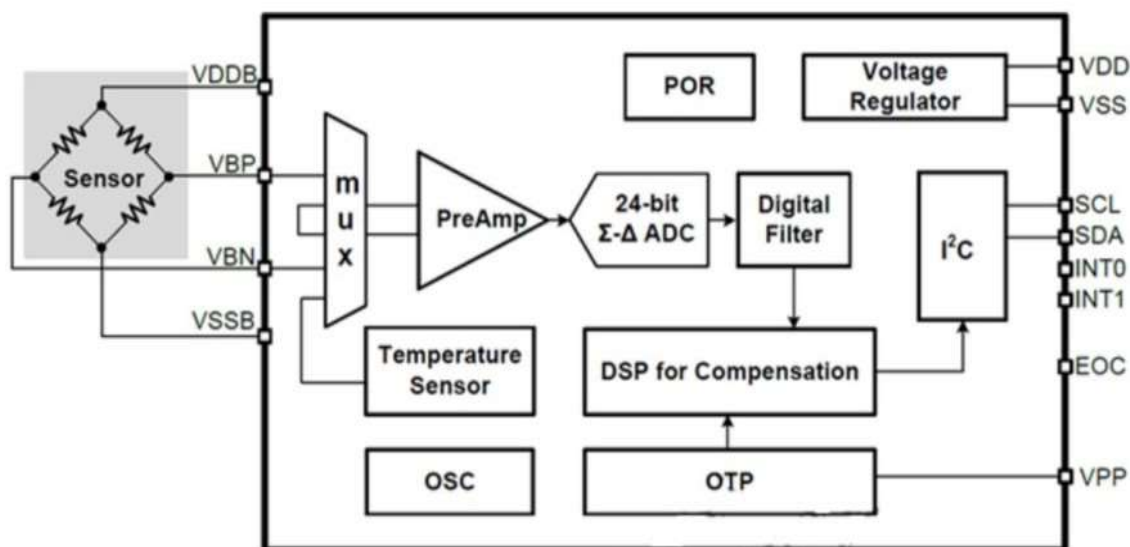 VDDB
POR
Voltage
Regulator
VDD
VSS
Sensor
VBP
mux
PreAmp
24-bit
Σ-Δ ADC
Digital
Filter
I²C
SCL
SDA
INT0
INT1
VBN
VSSB
Temperature
Sensor
DSP for Compensation
EOC
OSC
OTP
VPP